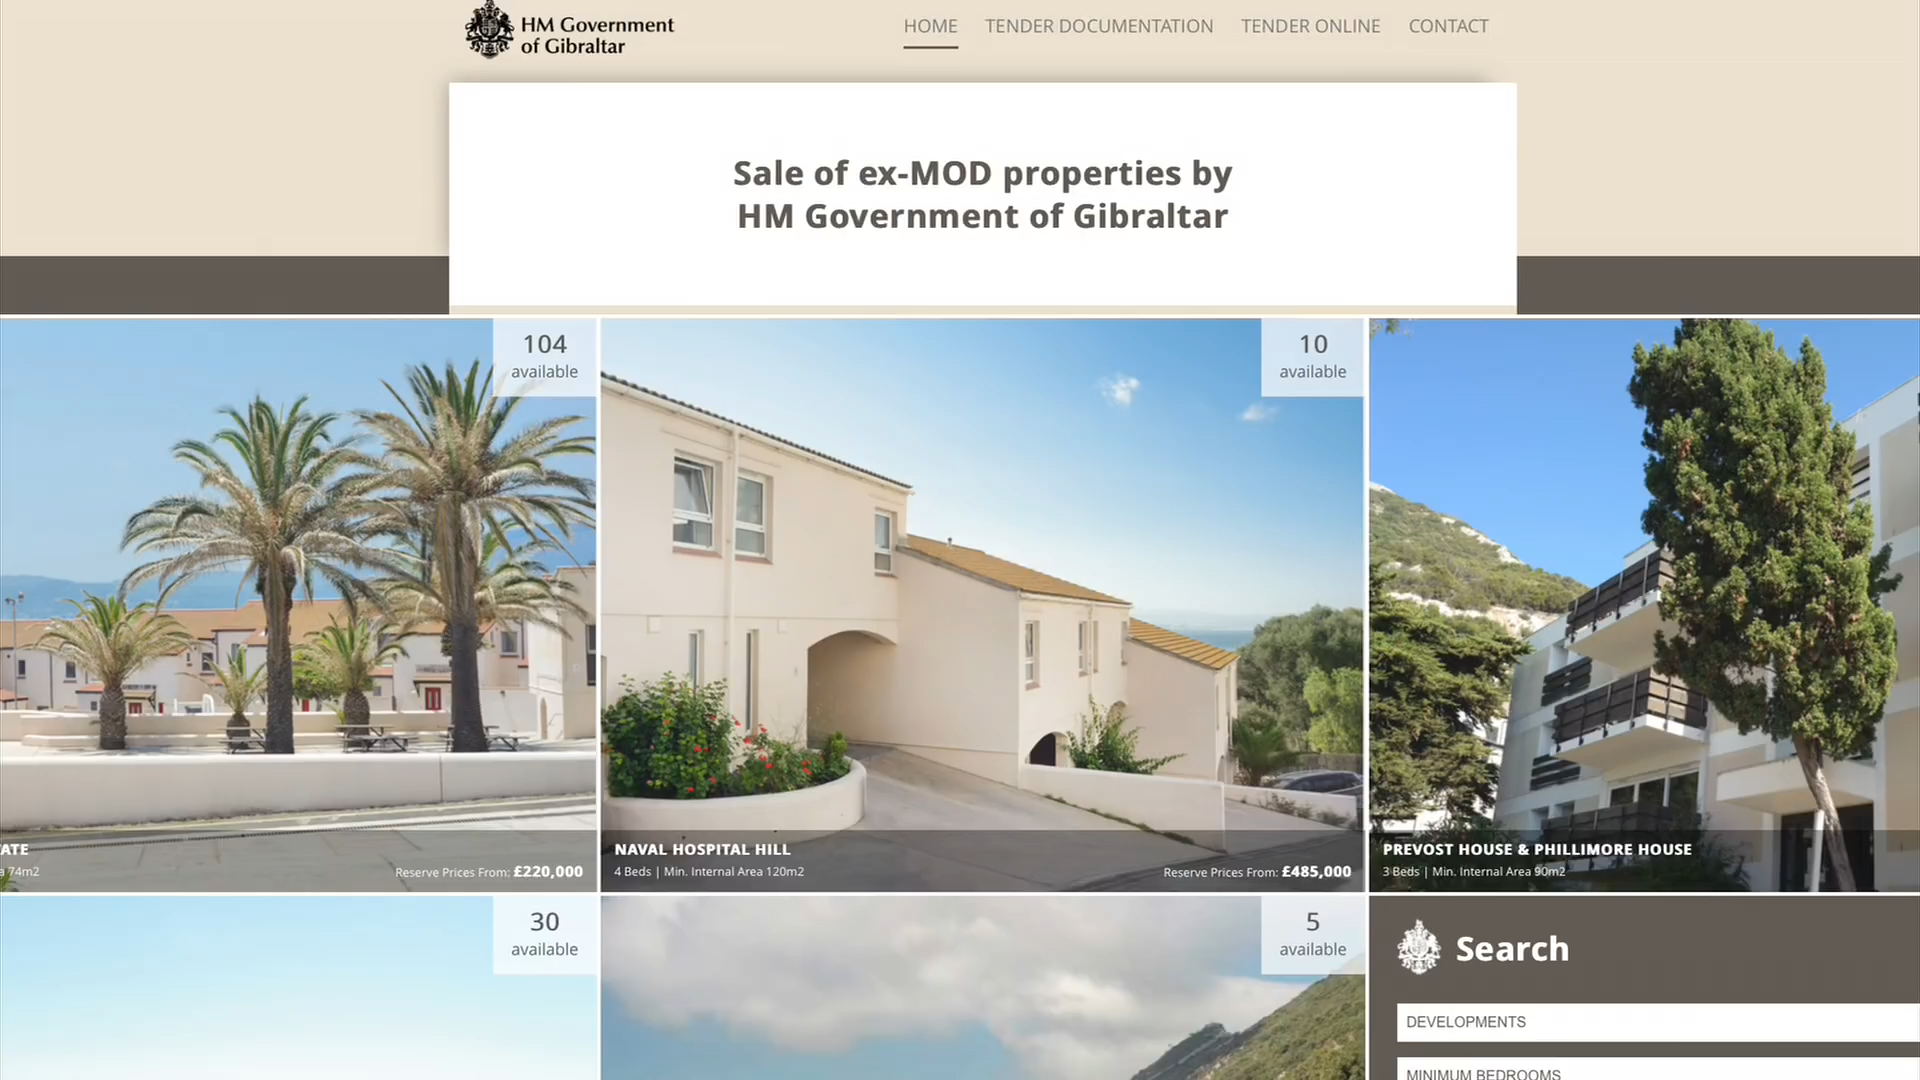 HM Government
of Gibraltar
HOME
TENDER DOCUMENTATION
TENDER ONLINE
CONTACT
Sale of ex-MOD properties by
HM Government of Gibraltar
104
available
10
available
ATE
a 74m2
Reserve Prices From: £220,000
NAVAL HOSPITAL HILL
4 Beds | Min. Internal Area 120m2
Reserve Prices From: £485,000
PREVOST HOUSE & PHILLIMORE HOUSE
3 Beds | Min. Internal Area 90m2
30
available
5
available
Search
DEVELOPMENTS
MINIMUM BEDROOMS